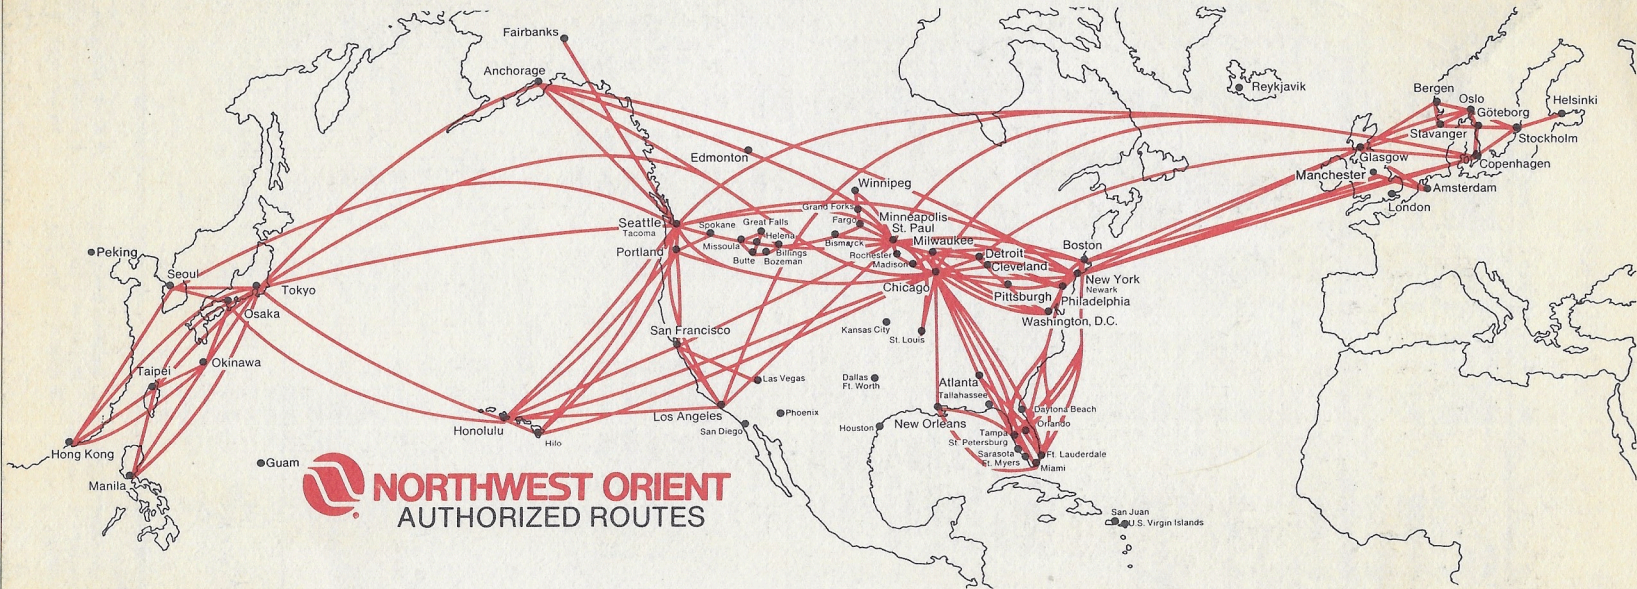 Fairbanks
Anchorage
Reykjavik
Bergen
Oslo
Helsinki
Göteborg
Stavanger
Stockholm
Edmonton
Glasgow
Copenhagen
Manchester
Winnipeg
Amsterdam
London
Grand Forks
Fargo
Minneapolis
St. Paul
Seattle
Tacoma
Spokane
Great Falls
Helena
Missoula
Bismarck
Milwaukee
Boston
Peking
Portland
Butte
Billings
Bozeman
Rochester
Madison
Detroit
Cleveland
Seoul
Tokyo
Chicago
New York
Newark
Pittsburgh
Philadelphia
Osaka
Washington, D.C.
San Francisco
Kansas City
St. Louis
Okinawa
Taipei
Las Vegas
Dallas
Ft. Worth
Atlanta
Tallahassee
Honolulu
Hilo
Los Angeles
Phoenix
San Diego
Houston
New Orleans
Daytona Beach
Orlando
Tampa
St. Petersburg
Sarasota
Ft. Myers
Ft. Lauderdale
Miami
Hong Kong
Guam
Manila
NORTHWEST ORIENT
AUTHORIZED ROUTES
San Juan
U.S. Virgin Islands